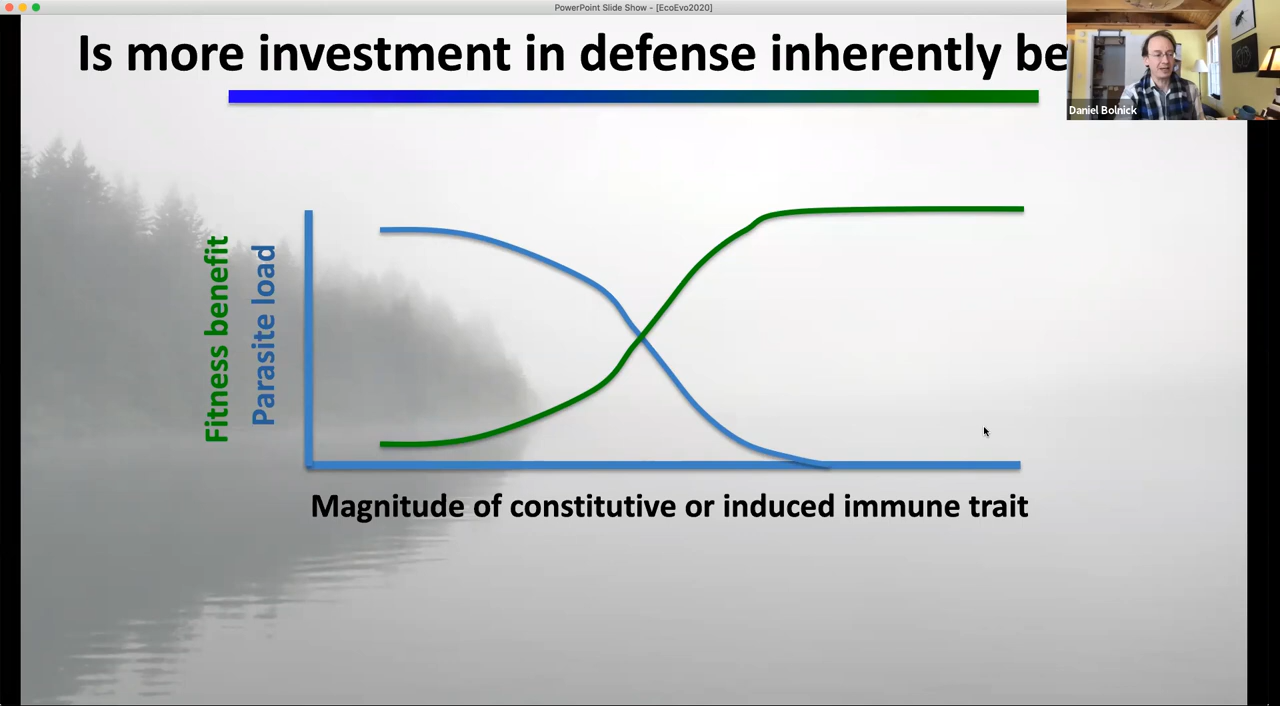 PowerPoint Slide Show - [EcoEvo2020]
Is more investment in defense inherently be
Daniel Bolnick
Fitness benefit
Parasite load
Magnitude of constitutive or induced immune trait